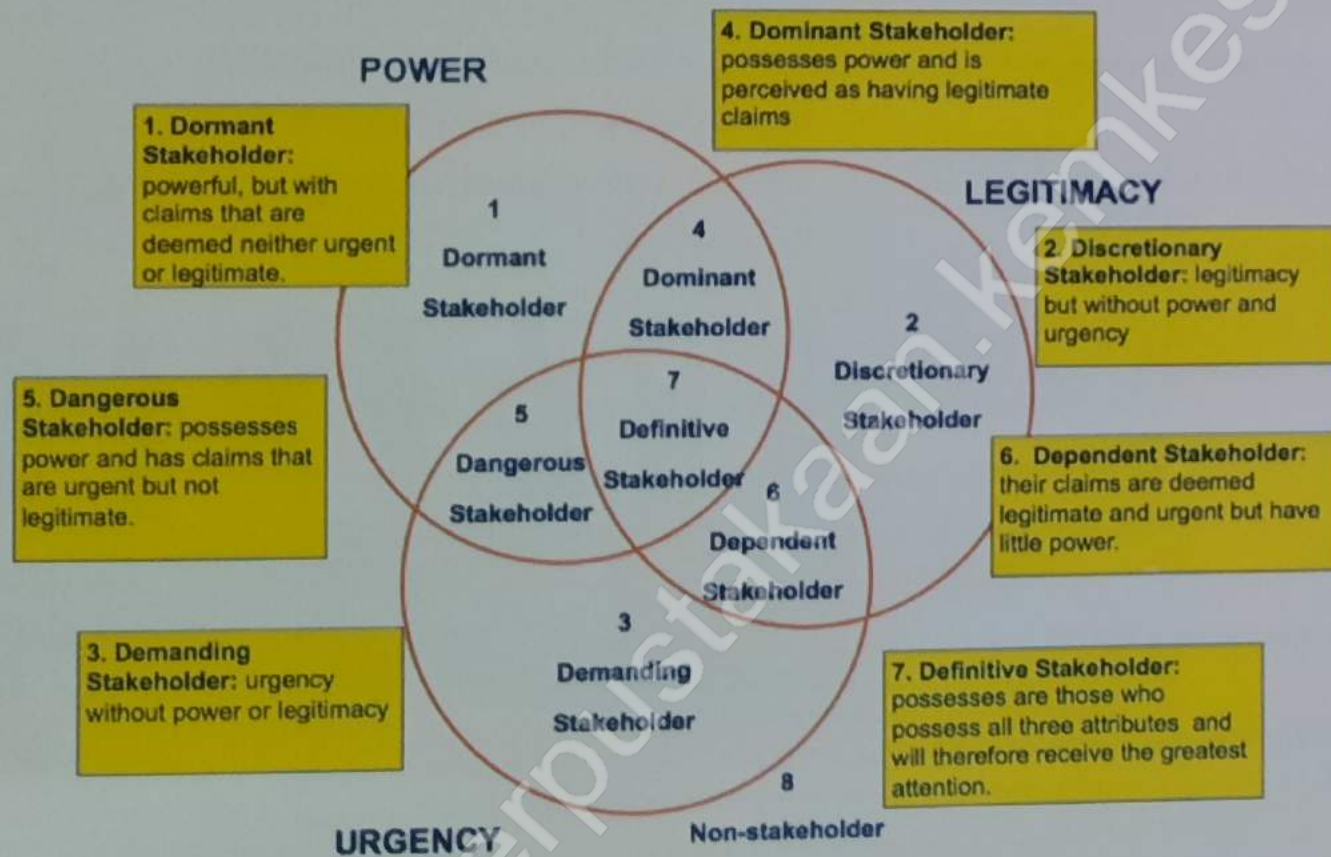 POWER
4. Dominant Stakeholder:
possesses power and is
perceived as having legitimate
claims
1. Dormant
Stakeholder:
powerful, but with
claims that are
deemed neither urgent
or legitimate.
LEGITIMACY
2. Discretionary
Stakeholder: legitimacy
but without power and
urgency
1
Dormant
Stakeholder
4
Dominant
Stakeholder
2
Discretionary
Stakeholder
5. Dangerous
Stakeholder: possesses
power and has claims that
are urgent but not
legitimate.
5
Dangerous
Stakeholder
7
Definitive
Stakeholder
6
Dependent
Stakeholder
6. Dependent Stakeholder:
their claims are deemed
legitimate and urgent but have
little power.
3. Demanding
Stakeholder: urgency
without power or legitimacy
3
Demanding
Stakeholder
7. Definitive Stakeholder:
possesses are those who
possess all three attributes and
will therefore receive the greatest
attention.
8
Non-stakeholder
URGENCY